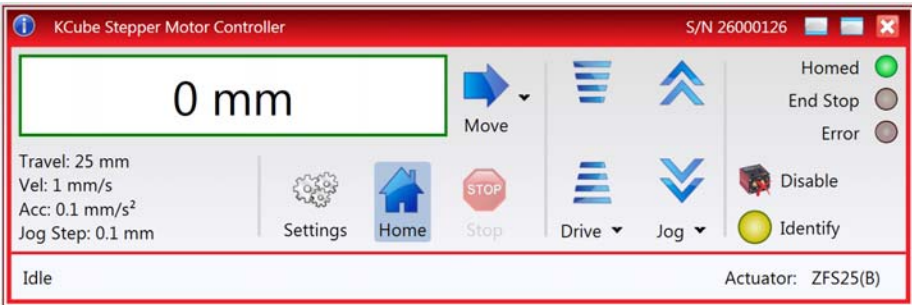 KCube Stepper Motor Controller S/N 26000126
0 mm
Move
Homed
End Stop
Error
Travel: 25 mm
Vel: 1 mm/s
Acc: 0.1 mm/s²
Jog Step: 0.1 mm
Settings
Home
STOP
Stop
Drive
Jog
Disable
Identify
Idle
Actuator: ZFS25(B)